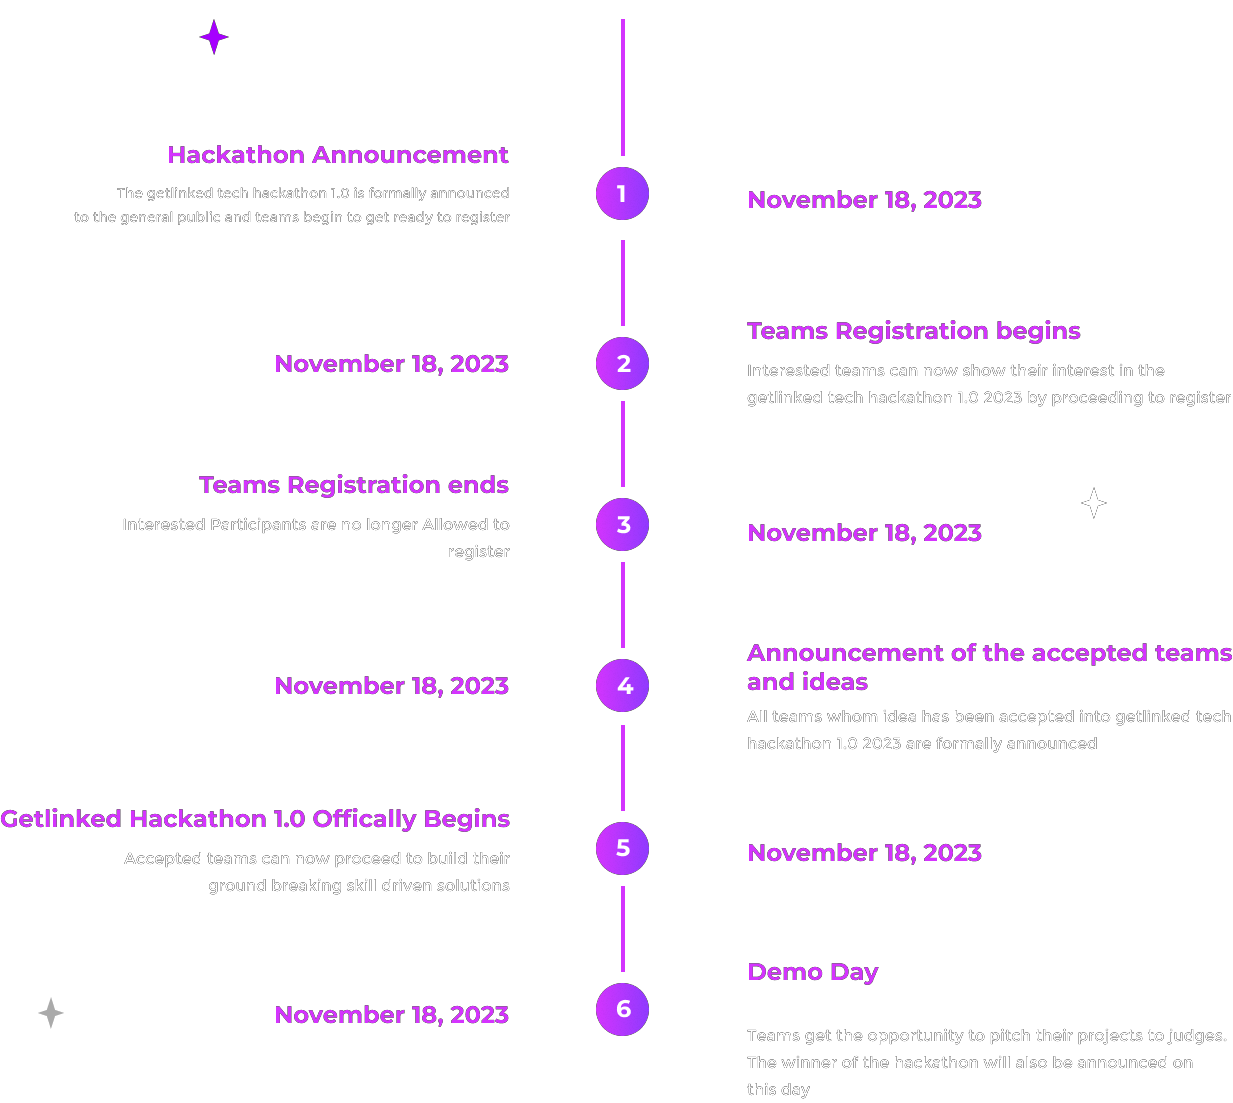 Hackathon Announcement
The getlinked tech hackathon 1.0 is formally announced
to the general public and teams begin to get ready to register
1
November 18, 2023
November 18, 2023
2
Teams Registration begins
Interested teams can now show their interest in the
getlinked tech hackathon 1.0 2023 by proceeding to register
Teams Registration ends
Interested Participants are no longer Allowed to
register
3
November 18, 2023
November 18, 2023
4
Announcement of the accepted teams
and ideas
All teams whom idea has been accepted into getlinked tech
hackathon 1.0 2023 are formally announced
Getlinked Hackathon 1.0 Offically Begins
Accepted teams can now proceed to build their
ground breaking skill driven solutions
5
November 18, 2023
November 18, 2023
6
Demo Day
Teams get the opportunity to pitch their projects to judges.
The winner of the hackathon will also be announced on
this day